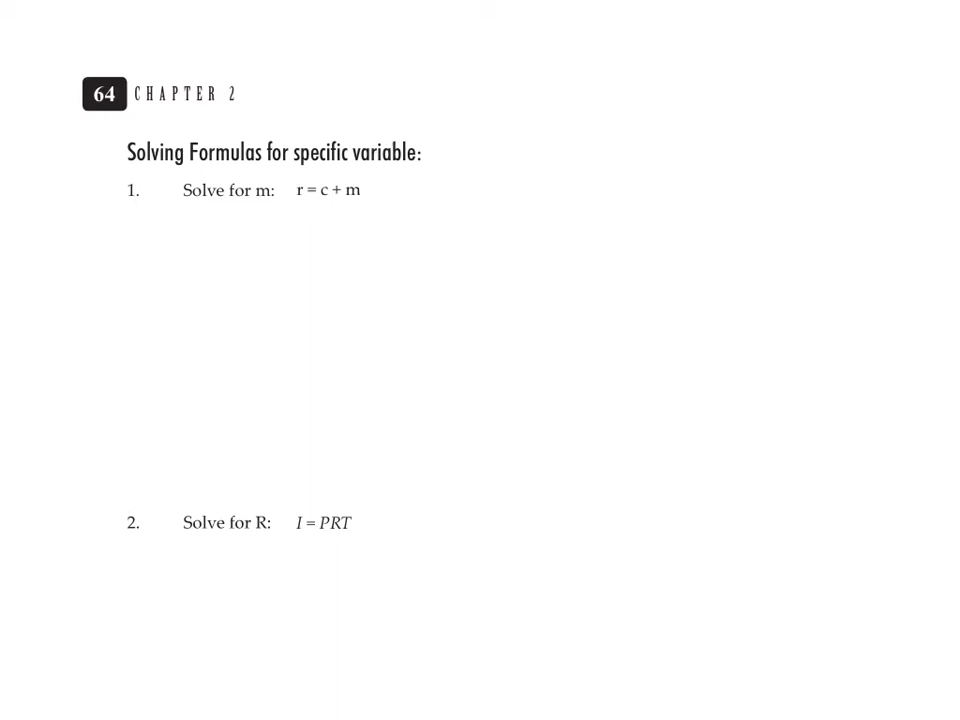 64 CHAPTER 2
Solving Formulas for specific variable:
1. Solve for m: r = c + m
2. Solve for R: I = PRT